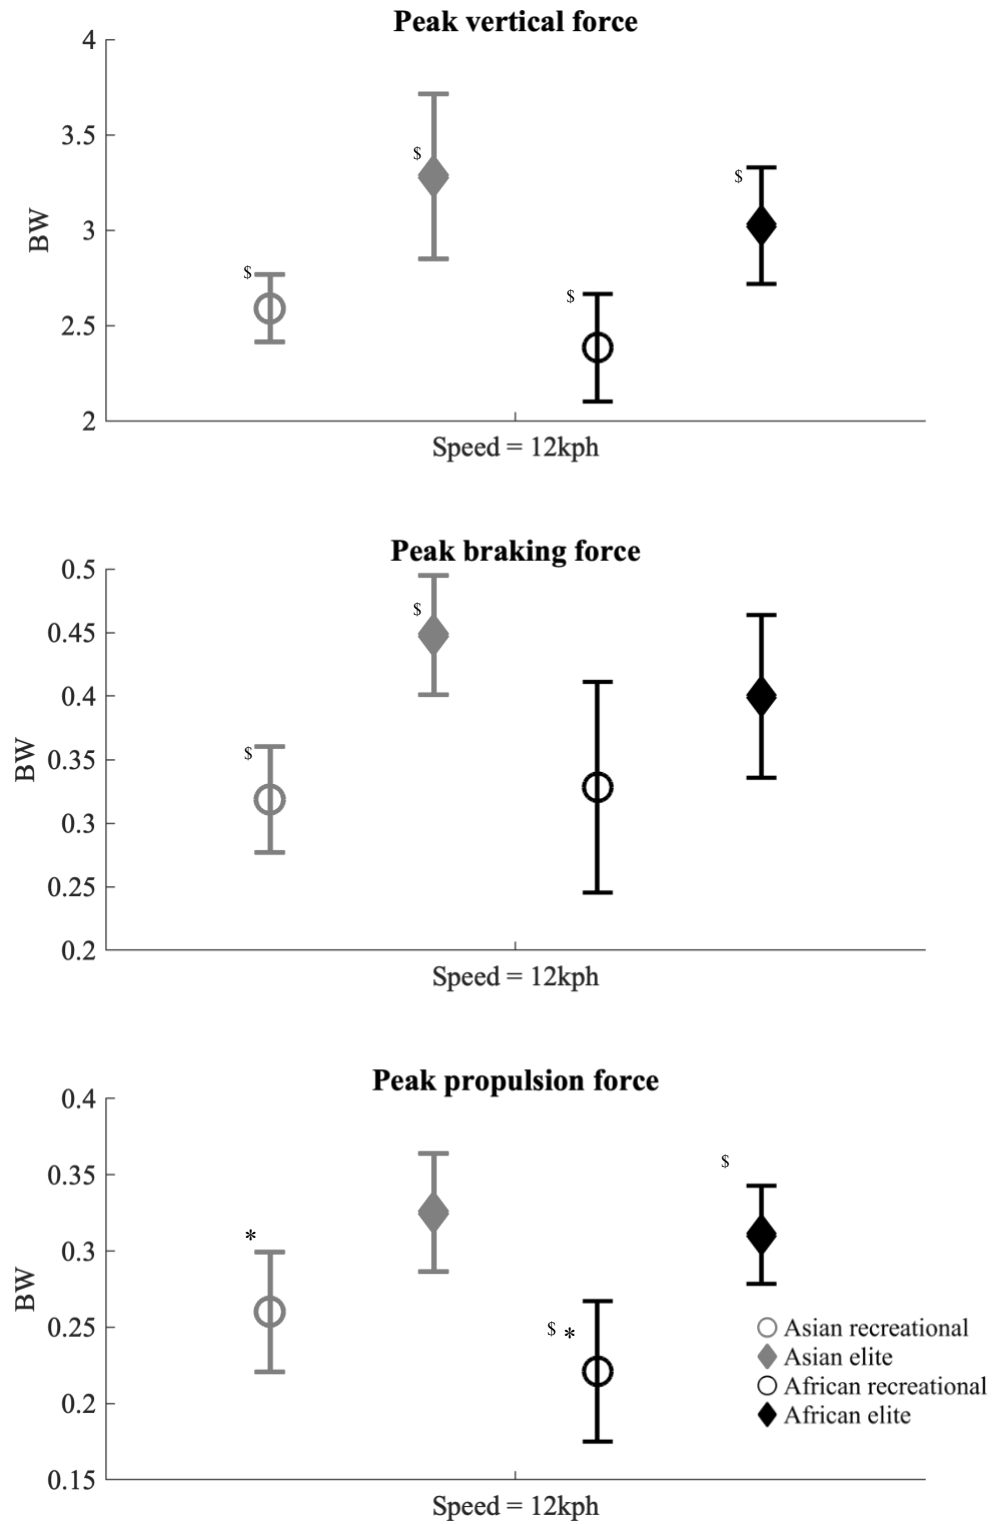 Peak vertical force
4
3.5
3
2.5
2
BW
$
$
$
$
Speed = 12kph
Peak braking force
0.5
0.45
0.4
0.35
0.3
0.25
0.2
BW
$
$
Speed = 12kph
Peak propulsion force
0.4
0.35
0.3
0.25
0.2
0.15
BW
*
$ *
$
Asian recreational
Asian elite
African recreational
African elite
Speed = 12kph